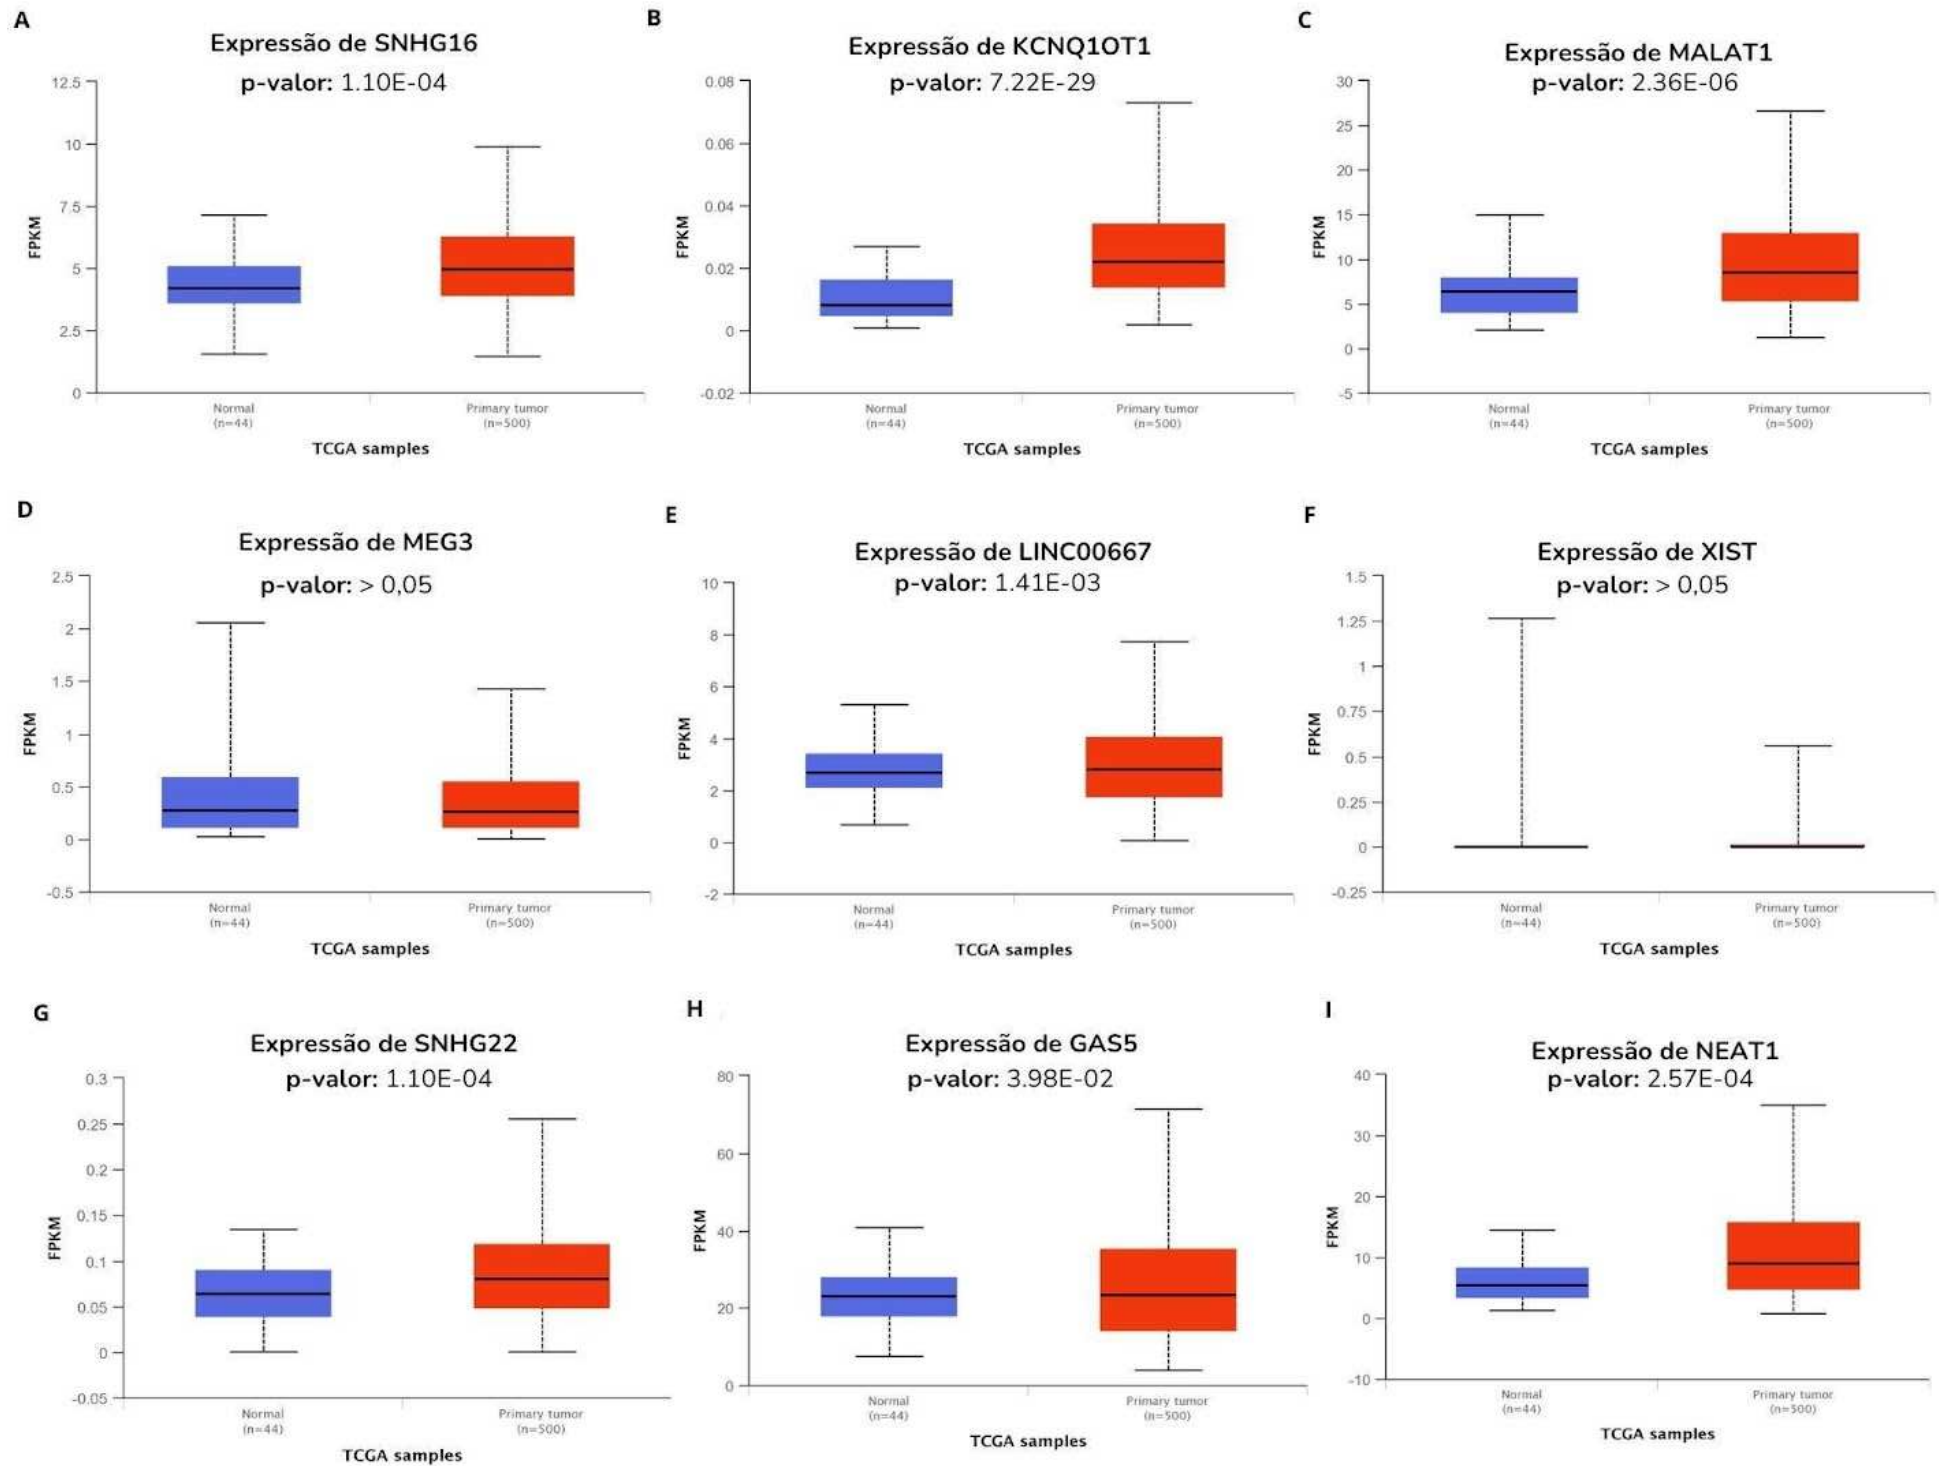 A
Expressão de SNHG16
p-valor: 1.10E-04
12.5
10
7.5
5
2.5
0
FPKM
Normal
(n=44)
Primary tumor
(n=500)
TCGA samples
B
Expressão de KCNQ1OT1
p-valor: 7.22E-29
0.08
0.06
0.04
0.02
0
-0.02
FPKM
Normal
(n=44)
Primary tumor
(n=500)
TCGA samples
C
Expressão de MALAT1
p-valor: 2.36E-06
30
25
20
15
10
5
0
-5
FPKM
Normal
(n=44)
Primary tumor
(n=500)
TCGA samples
D
Expressão de MEG3
p-valor: > 0,05
2.5
2
1.5
1
0.5
0
-0.5
FPKM
Normal
(n=44)
Primary tumor
(n=500)
TCGA samples
E
Expressão de LINC00667
p-valor: 1.41E-03
10
8
6
4
2
0
-2
FPKM
Normal
(n=44)
Primary tumor
(n=500)
TCGA samples
F
Expressão de XIST
p-valor: > 0,05
1.5
1.25
1
0.75
0.5
0.25
0
-0.25
FPKM
Normal
(n=44)
Primary tumor
(n=500)
TCGA samples
G
Expressão de SNHG22
p-valor: 1.10E-04
0.3
0.25
0.2
0.15
0.1
0.05
0
-0.05
FPKM
Normal
(n=44)
Primary tumor
(n=500)
TCGA samples
H
Expressão de GAS5
p-valor: 3.98E-02
80
60
40
20
0
FPKM
Normal
(n=44)
Primary tumor
(n=500)
TCGA samples
I
Expressão de NEAT1
p-valor: 2.57E-04
40
30
20
10
0
-10
FPKM
Normal
(n=44)
Primary tumor
(n=500)
TCGA samples